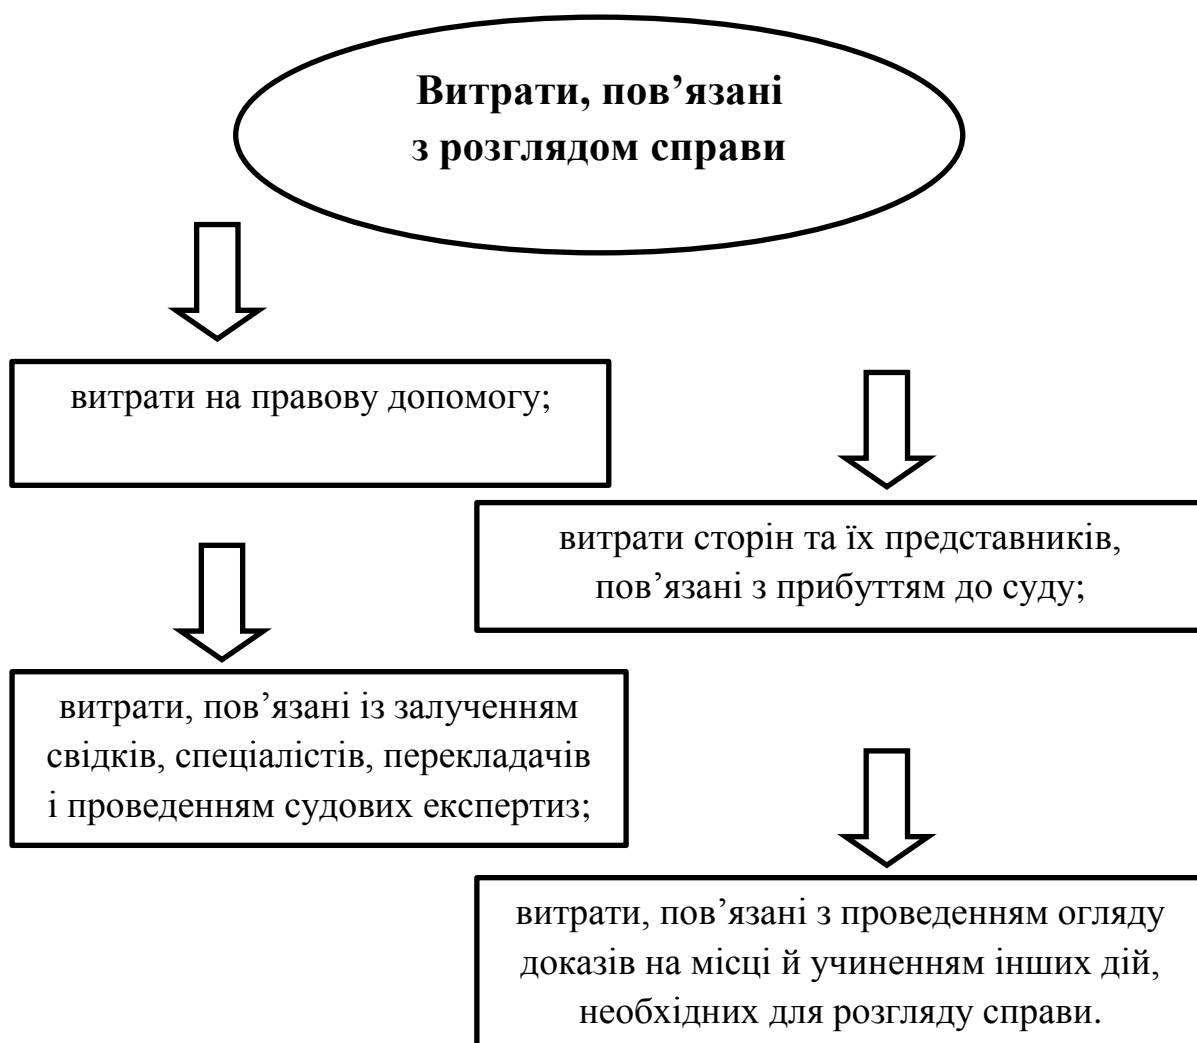 Витрати, пов’язані
з розглядом справи
витрати на правову допомогу;
витрати сторін та їх представників,
пов’язані з прибуттям до суду;
витрати, пов’язані із залученням
свідків, спеціалістів, перекладачів
і проведенням судових експертиз;
витрати, пов’язані з проведенням огляду
доказів на місці й учиненням інших дій,
необхідних для розгляду справи.